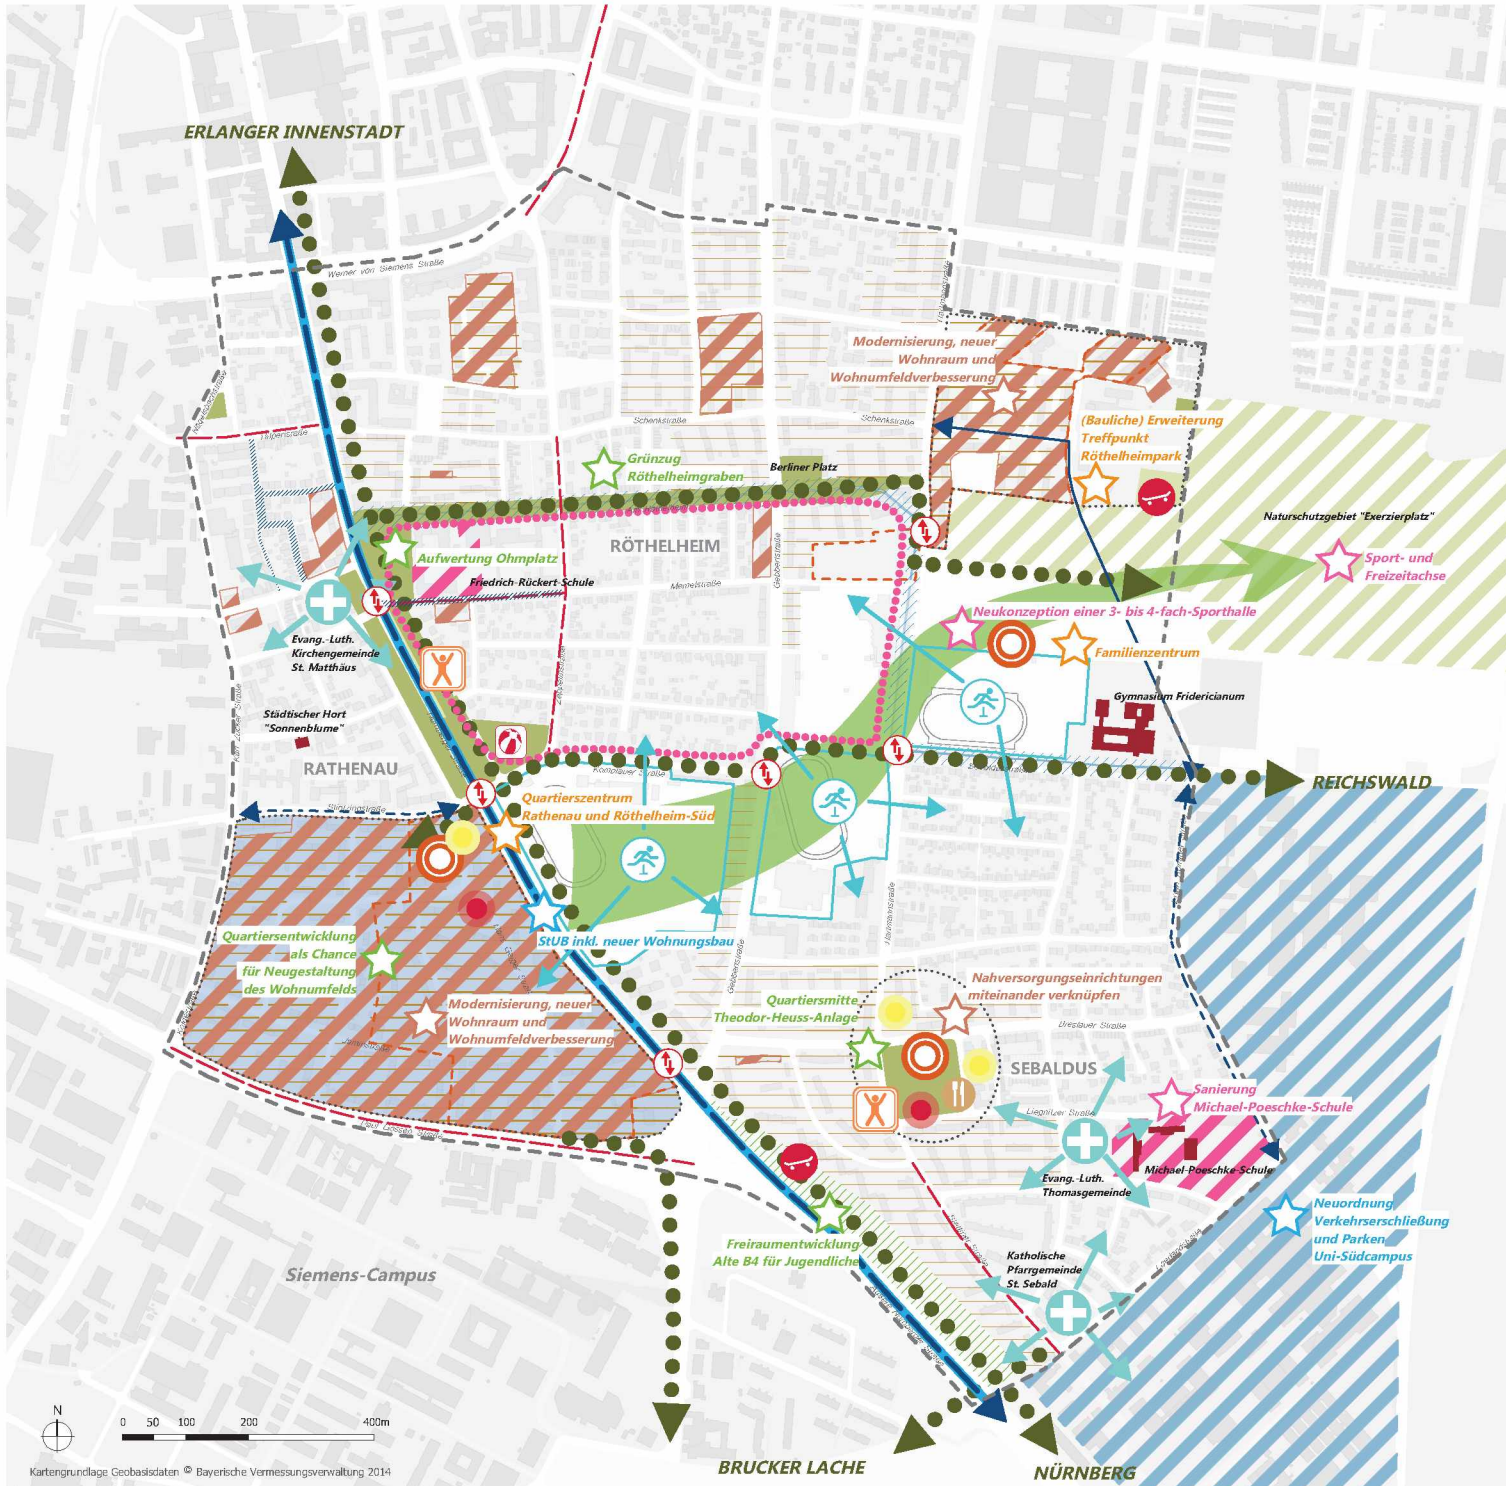 ERLANGER INNENSTADT
Werner von Siemens Straße
Modernisierung, neuer
Wohnraum und
Wohnumfeldverbesserung
Schenkstraße
Schenkstraße
(Bauliche) Erweiterung
Treffpunkt
Röthelheimpark
Grünzug
Röthelheimgraben
Berliner Platz
Naturschutzgebiet "Exerzierplatz"
RÖTHELHEIM
Gebbertstraße
Aufwertung Ohmplatz
Sport- und
Freizeitachse
Friedrich-Rückert-Schule
Memelstraße
Neukonzeption einer 3- bis 4-fach-Sporthalle
Familienzentrum
Evang.-Luth.
Kirchengemeinde
St. Matthäus
Gymnasium Fridericianum
Städtischer Hort
"Sonnenblume"
RATHENAU
REICHSWALD
Quartierszentrum
Rathenau und Röthelheim-Süd
StUB inkl. neuer Wohnungsbau
Quartiersentwicklung
als Chance
für Neugestaltung
des Wohnumfelds
Gebbertstraße
Nahversorgungseinrichtungen
miteinander verknüpfen
Quartiersmitte
Theodor-Heuss-Anlage
Modernisierung, neuer
Wohnraum und
Wohnumfeldverbesserung
Breslauer Straße
SEBALDUS
Sanierung
Michael-Poeschke-Schule
Liegnitzer Straße
Paul Gossen Straße
Michael-Poeschke-Schule
Evang.-Luth.
Thomasgemeinde
Neuordnung
Verkehrserschließung
und Parken
Uni-Südcampus
Freiraumentwicklung
Alte B4 für Jugendliche
Katholische
Pfarrgemeinde
St. Sebald
Siemens-Campus
N
0 50 100 200 400m
Kartengrundlage Geobasisdaten © Bayerische Vermessungsverwaltung 2014
BRUCKER LACHE
NÜRNBERG